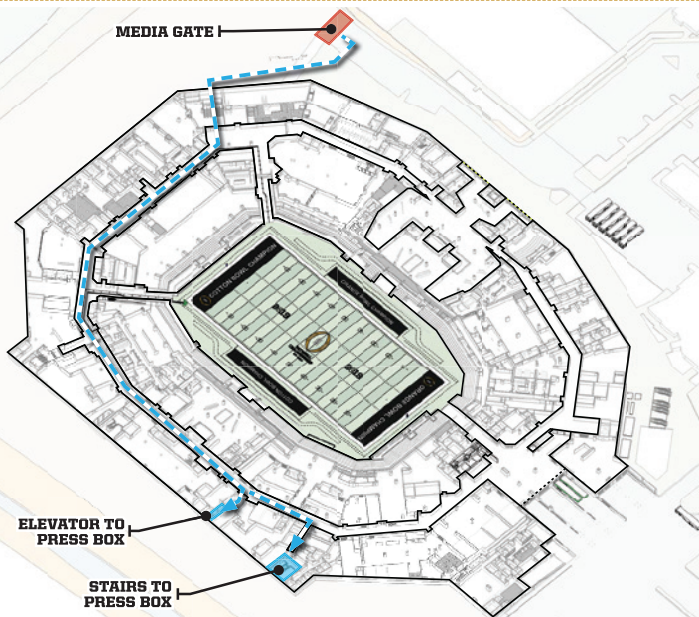 MEDIA GATE
COTTON BOWL CHAMPION
ORANGE BOWL CHAMPION
ELEVATOR TO
PRESS BOX
STAIRS TO
PRESS BOX